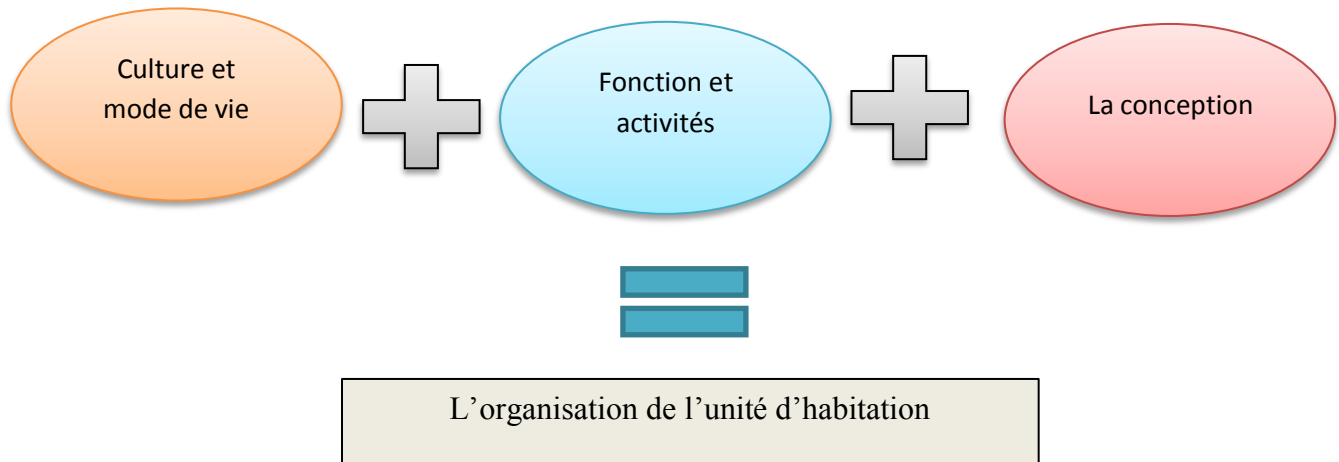 Culture et
mode de vie
Fonction et
activités
La conception
L’organisation de l’unité d’habitation